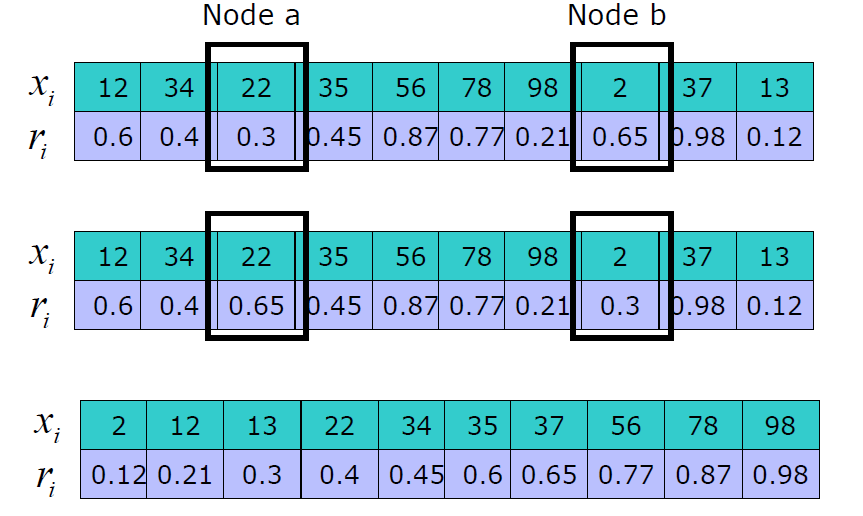 Node a Node b
xᵢ 12 34 22 35 56 78 98 2 37 13
rᵢ 0.6 0.4 0.3 0.45 0.87 0.77 0.21 0.65 0.98 0.12
xᵢ 12 34 22 35 56 78 98 2 37 13
rᵢ 0.6 0.4 0.65 0.45 0.87 0.77 0.21 0.3 0.98 0.12
xᵢ 2 12 13 22 34 35 37 56 78 98
rᵢ 0.12 0.21 0.3 0.4 0.45 0.6 0.65 0.77 0.87 0.98